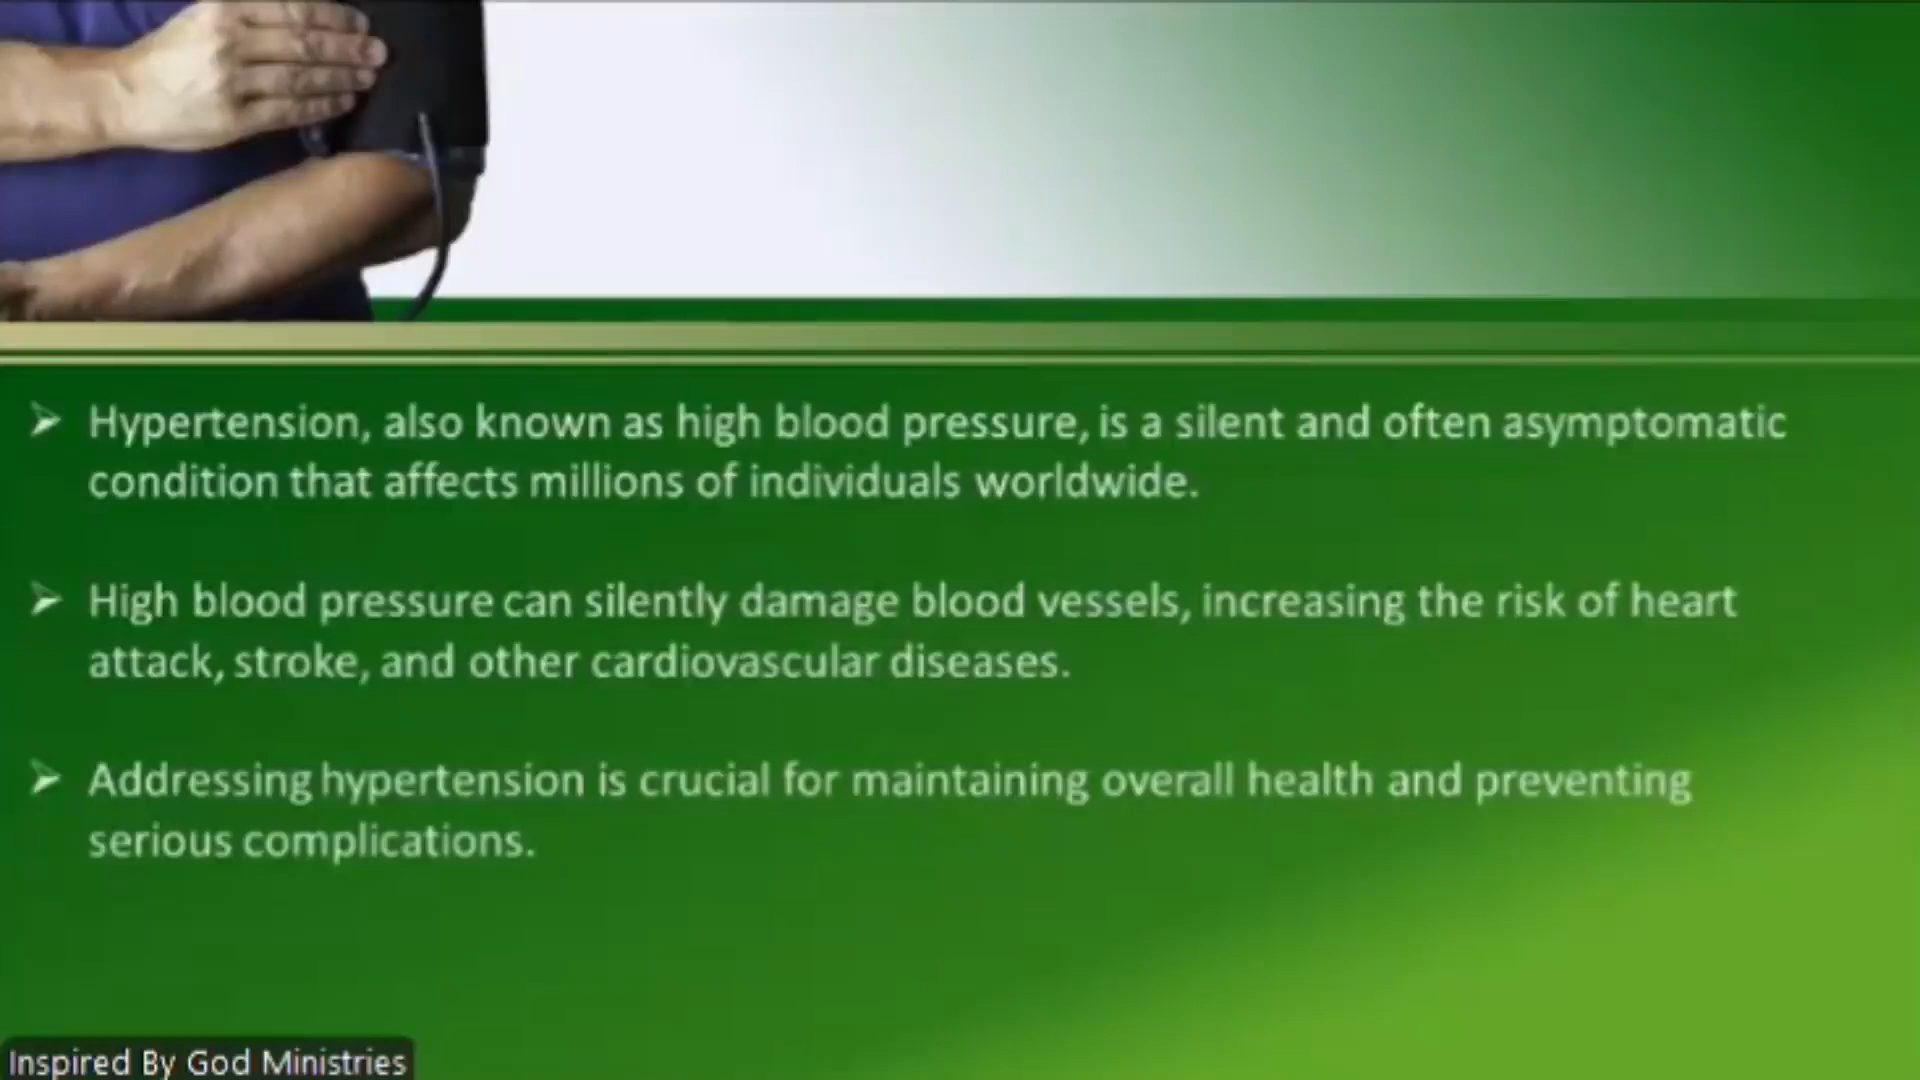 Hypertension, also known as high blood pressure, is a silent and often asymptomatic
condition that affects millions of individuals worldwide.
High blood pressure can silently damage blood vessels, increasing the risk of heart
attack, stroke, and other cardiovascular diseases.
Addressing hypertension is crucial for maintaining overall health and preventing
serious complications.
Inspired By God Ministries